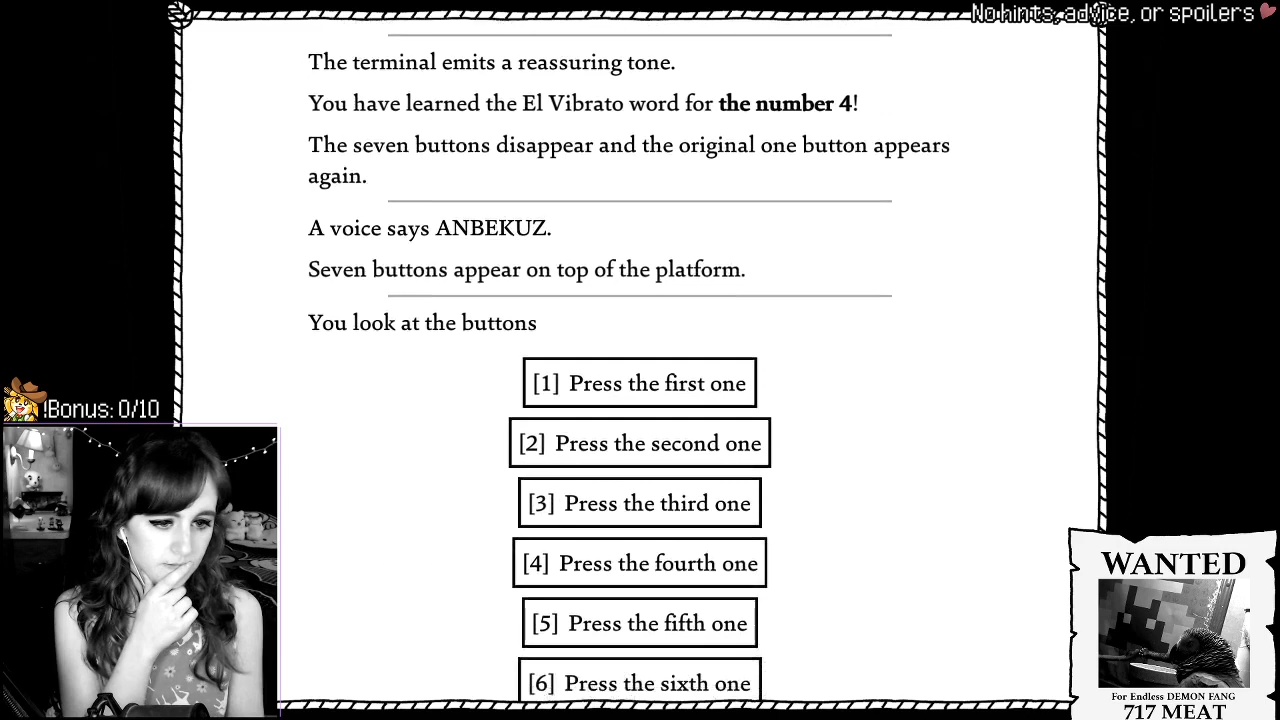 No hints, advice, or spoilers
The terminal emits a reassuring tone.
You have learned the El Vibrato word for the number 4!
The seven buttons disappear and the original one button appears
again.
A voice says ANBEKUZ.
Seven buttons appear on top of the platform.
You look at the buttons
[1] Press the first one
[2] Press the second one
[3] Press the third one
[4] Press the fourth one
[5] Press the fifth one
[6] Press the sixth one
!Bonus: 0/10
WANTED
For Endless DEMON FANG
717 MEAT